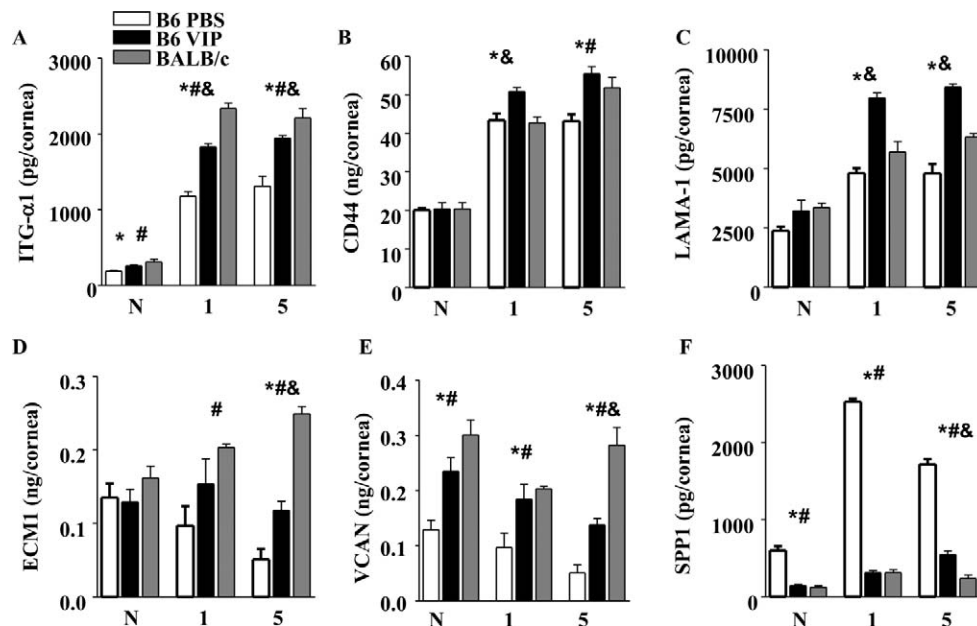 B6 PBS
B6 VIP
BALB/c
A
ITG-α1 (pg/cornea)
3000
2000
1000
0
* #
*#&
*#&
N 1 5
B
CD44 (ng/cornea)
60
50
40
30
20
10
0
*&
*#
N 1 5
C
LAMA-1 (pg/cornea)
10000
7500
5000
2500
0
*&
*&
N 1 5
D
ECM1 (ng/cornea)
0.3
0.2
0.1
0.0
#
*#&
N 1 5
E
VCAN (ng/cornea)
0.4
0.3
0.2
0.1
0.0
*#
*#
*#&
N 1 5
F
SPP1 (pg/cornea)
3000
2000
1000
0
*#
*#
*#&
N 1 5